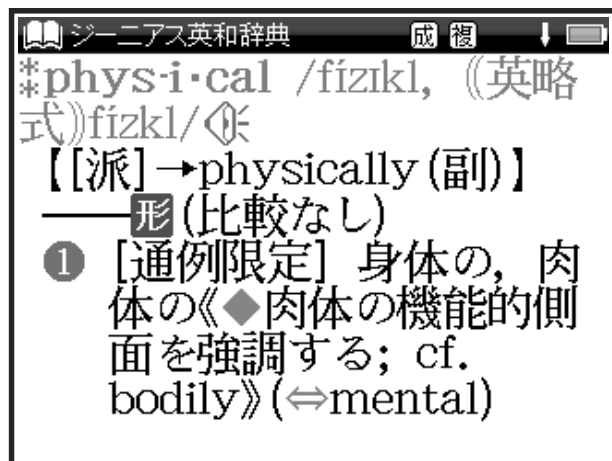 ジーニアス英和辞典 成 複
⁑phys·i·cal /fízɪkl, ((英略
式))fízkl/
【[派]→physically(副)】
――形(比較なし)
❶ [通例限定] 身体の, 肉
体の《◆肉体の機能的側
面を強調する; cf.
bodily》(⇔mental)